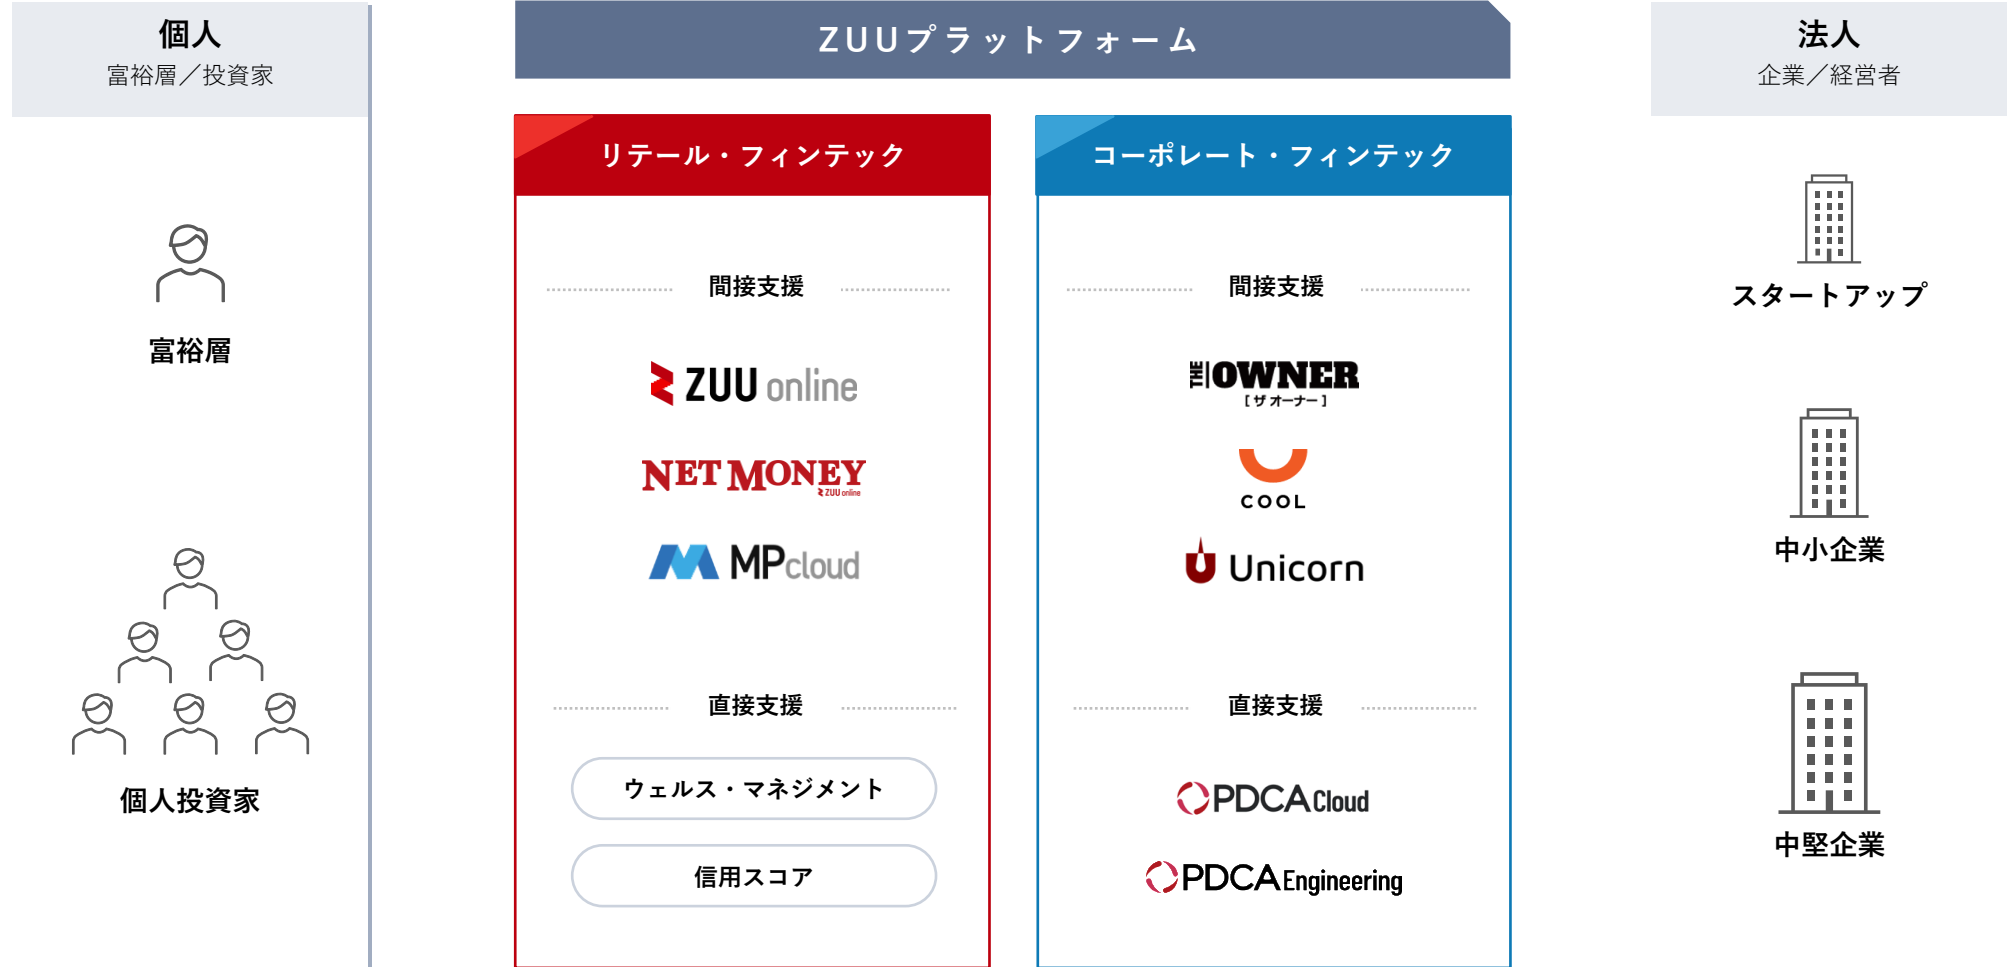 個人
富裕層／投資家
富裕層
個人投資家
ZUUプラットフォーム
リテール・フィンテック
間接支援
ZUU online
NET MONEY
ZUU online
MPcloud
直接支援
ウェルス・マネジメント
信用スコア
コーポレート・フィンテック
間接支援
THE OWNER
[ ザ オーナー ]
COOL
Unicorn
直接支援
PDCA Cloud
PDCA Engineering
法人
企業／経営者
スタートアップ
中小企業
中堅企業